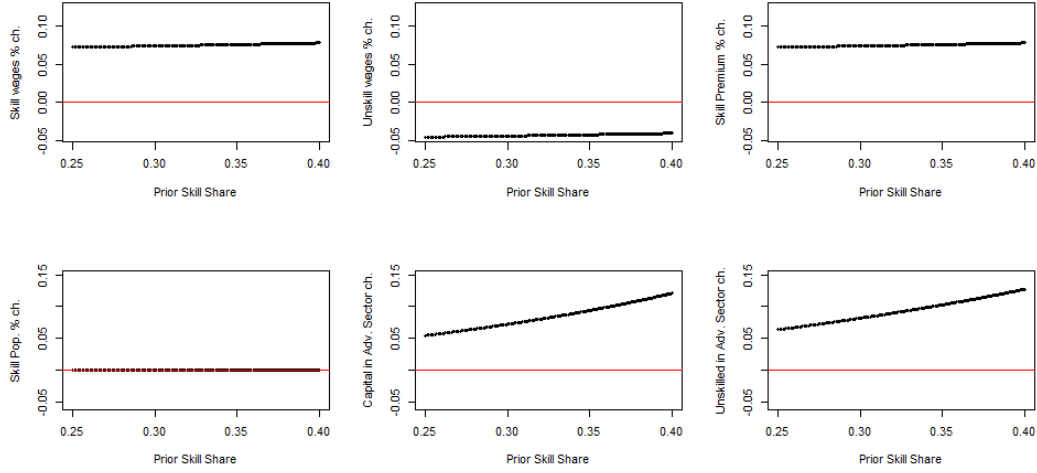 Skill wages % ch.
-0.05 0.00 0.05 0.10
0.25 0.30 0.35 0.40
Prior Skill Share
Unskill wages % ch.
-0.05 0.00 0.05 0.10
0.25 0.30 0.35 0.40
Prior Skill Share
Skill Premium % ch.
-0.05 0.00 0.05 0.10
0.25 0.30 0.35 0.40
Prior Skill Share
Skill Pop. % ch.
-0.05 0.05 0.15
0.25 0.30 0.35 0.40
Prior Skill Share
Capital in Adv. Sector ch.
-0.05 0.05 0.15
0.25 0.30 0.35 0.40
Prior Skill Share
Unskilled in Adv. Sector ch.
-0.05 0.05 0.15
0.25 0.30 0.35 0.40
Prior Skill Share